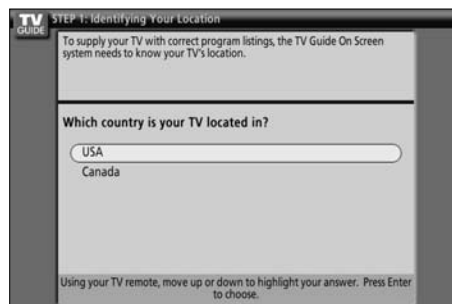 TV
GUIDE
STEP 1: Identifying Your Location
To supply your TV with correct program listings, the TV Guide On Screen
system needs to know your TV's location.
Which country is your TV located in?
USA
Canada
Using your TV remote, move up or down to highlight your answer. Press Enter
to choose.